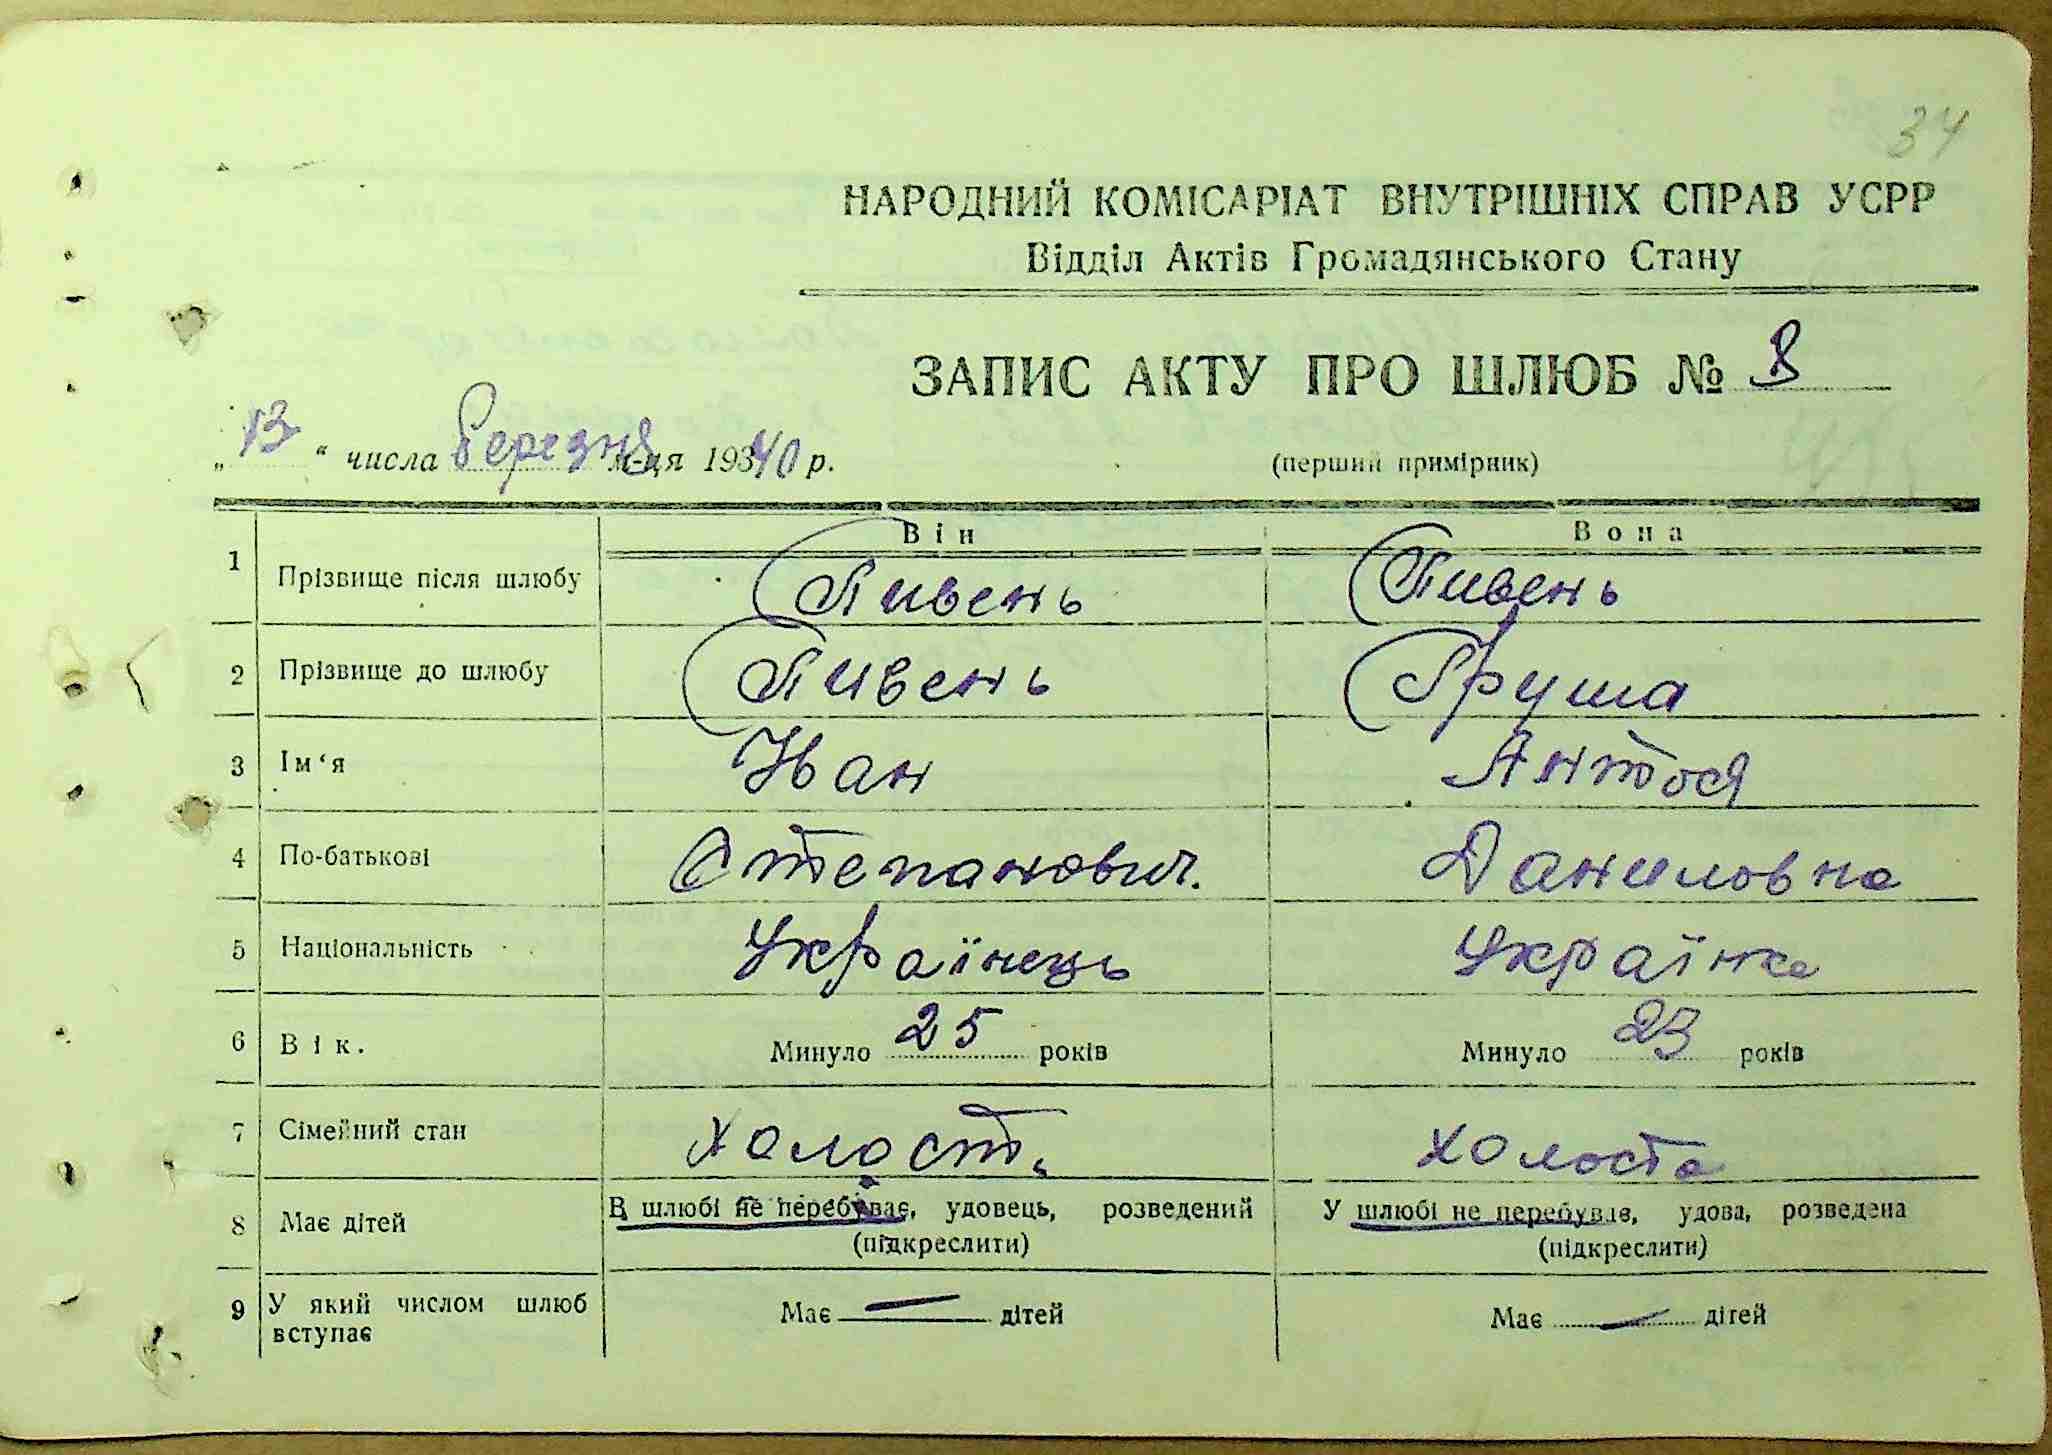 34
НАРОДНИЙ КОМІСАРІАТ ВНУТРІШНІХ СПРАВ УСРР
Відділ Актів Громадянського Стану
ЗАПИС АКТУ ПРО ШЛЮБ № 8
„13" числа березня м-ця 19340 р. (перший примірник)
Він Вона
1 Прізвище після шлюбу Пивень Пивень
2 Прізвище до шлюбу Пивень Груша
3 Ім'я Іван Антося
4 По-батькові Степанович. Даниловна
5 Національність Українець Українка
6 Вік. Минуло 25 років Минуло 23 років
7 Сімейний стан холост. холоста
8 Має дітей В шлюбі не перебуває, удовець, розведений У шлюбі не перебуває, удова, розведена
(підкреслити) (підкреслити)
9 У який числом шлюб Має — дітей Має — дітей
вступає